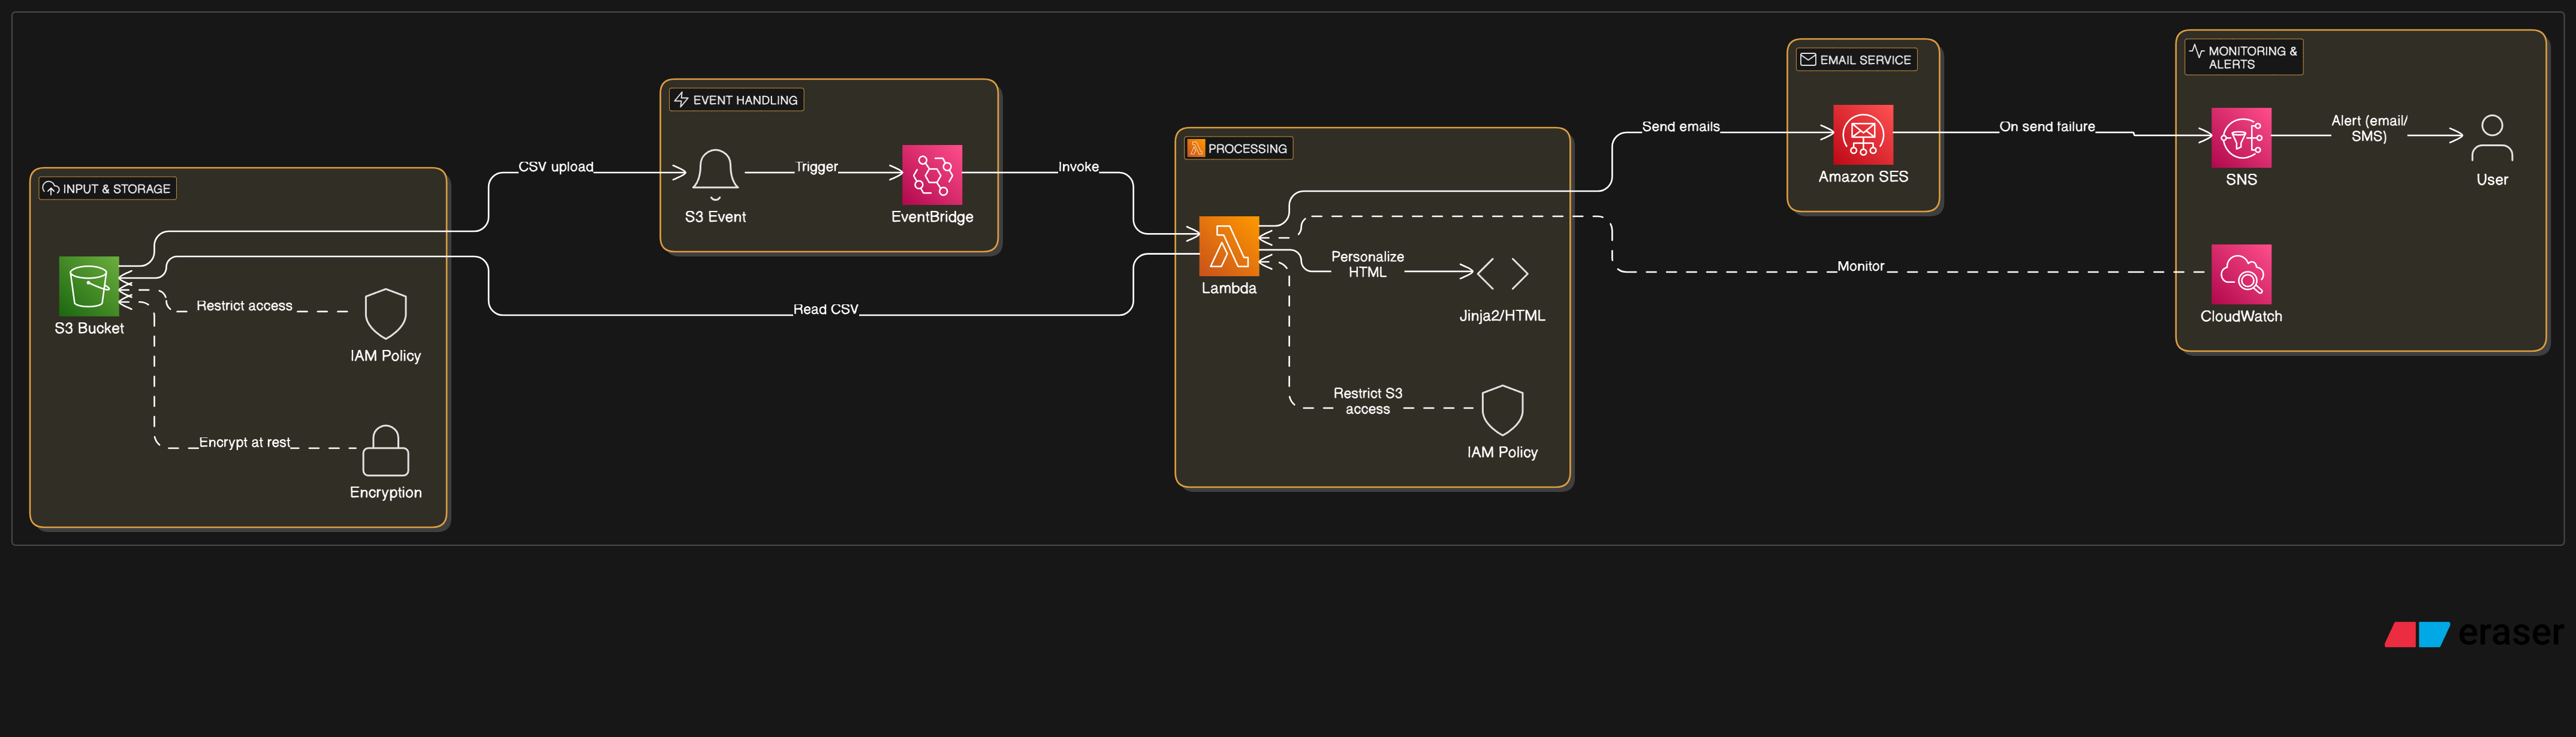 INPUT & STORAGE
S3 Bucket
Restrict access
IAM Policy
Encrypt at rest
Encryption
CSV upload
EVENT HANDLING
S3 Event
Trigger
EventBridge
Invoke
Read CSV
PROCESSING
Lambda
Personalize
HTML
Jinja2/HTML
Restrict S3
access
IAM Policy
Send emails
EMAIL SERVICE
Amazon SES
On send failure
Monitor
MONITORING &
ALERTS
SNS
Alert (email/
SMS)
User
CloudWatch
eraser